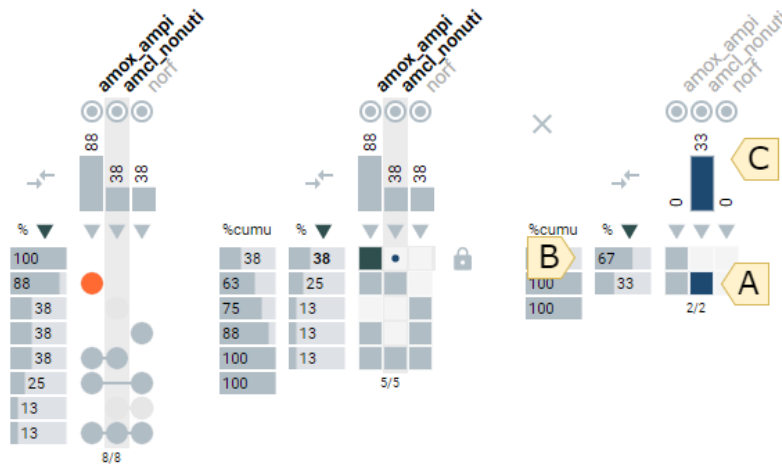 amox_ampi
amcl_nonuti
norf
88
38
38
%
100
88
38
38
38
25
13
13
8/8
amox_ampi
amcl_nonuti
norf
88
38
38
%cumu
%
38
38
63
25
75
13
88
13
100
13
100
5/5
amox_ampi
amcl_nonuti
norf
0
33
0
C
%cumu
%
B
67
100
33
A
100
2/2